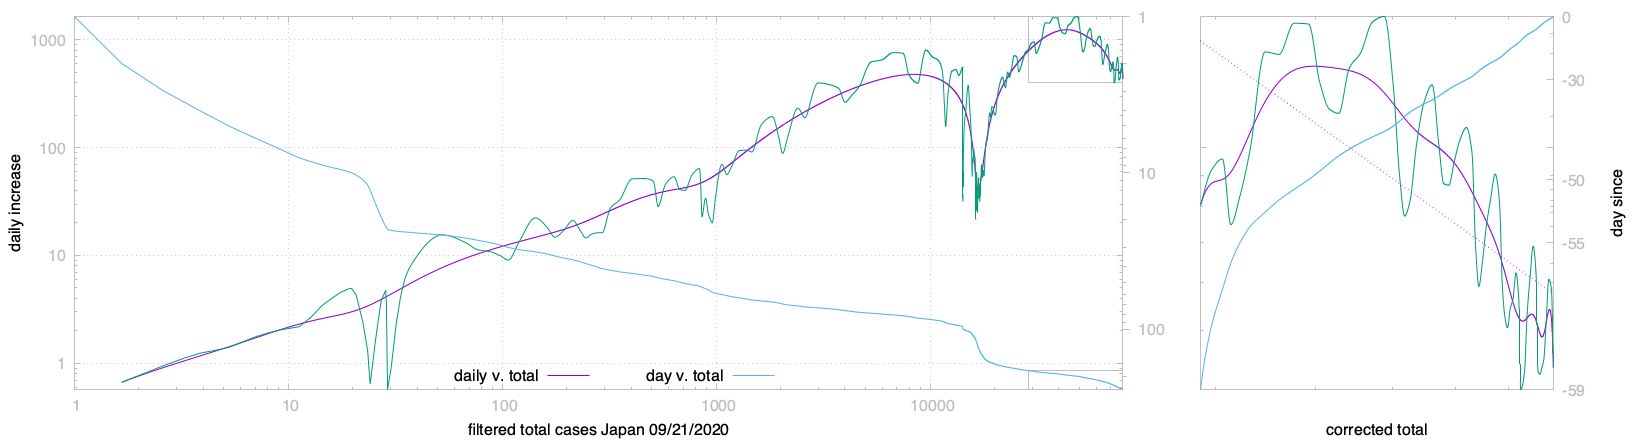 daily increase
1000
100
10
1
1
10
100
1000
10000
daily v. total
day v. total
filtered total cases Japan 09/21/2020
1
10
100
0
-30
-50
-55
-59
day since
corrected total